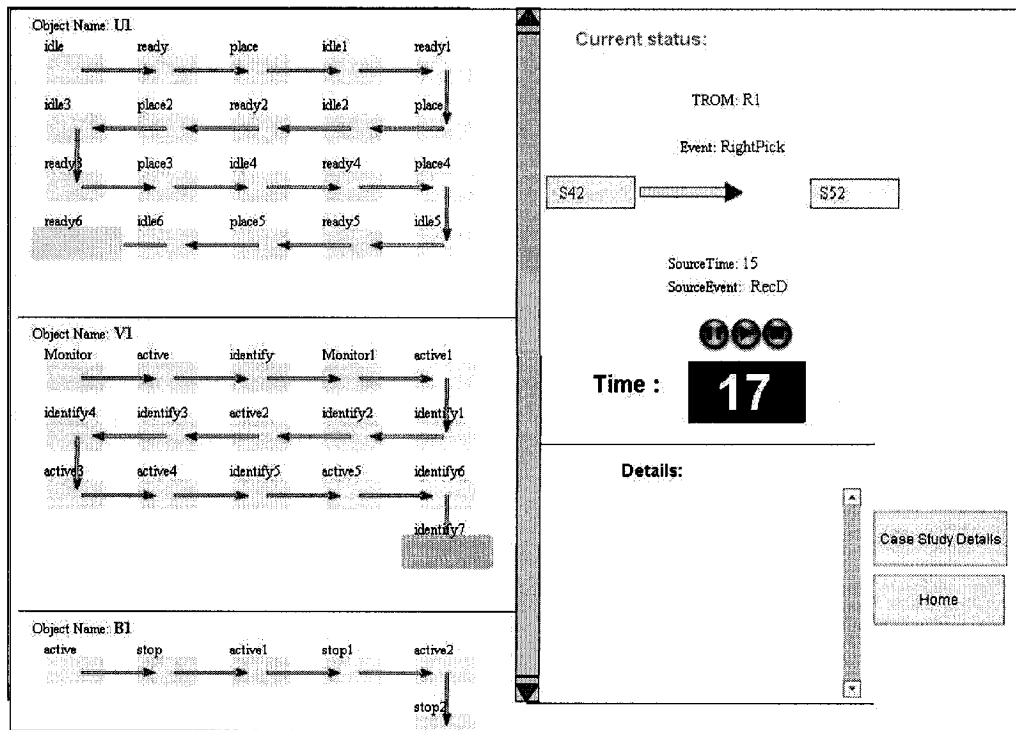 Object Name: U1
idle ready place idle1 ready1
idle3 place2 ready2 idle2 place
ready3 place3 idle4 ready4 place4
ready6 idle6 place5 ready5 idle5
Object Name: V1
Monitor active identify Monitor1 active1
identify4 identify3 active2 identify2 identify1
active3 active4 identify5 active5 identify6
identify7
Object Name: B1
active stop active1 stop1 active2
stop2
Current status:
TROM: R1
Event: RightPick
S42 S52
SourceTime: 15
SourceEvent: RecD
Time : 17
Details:
Case Study Details
Home